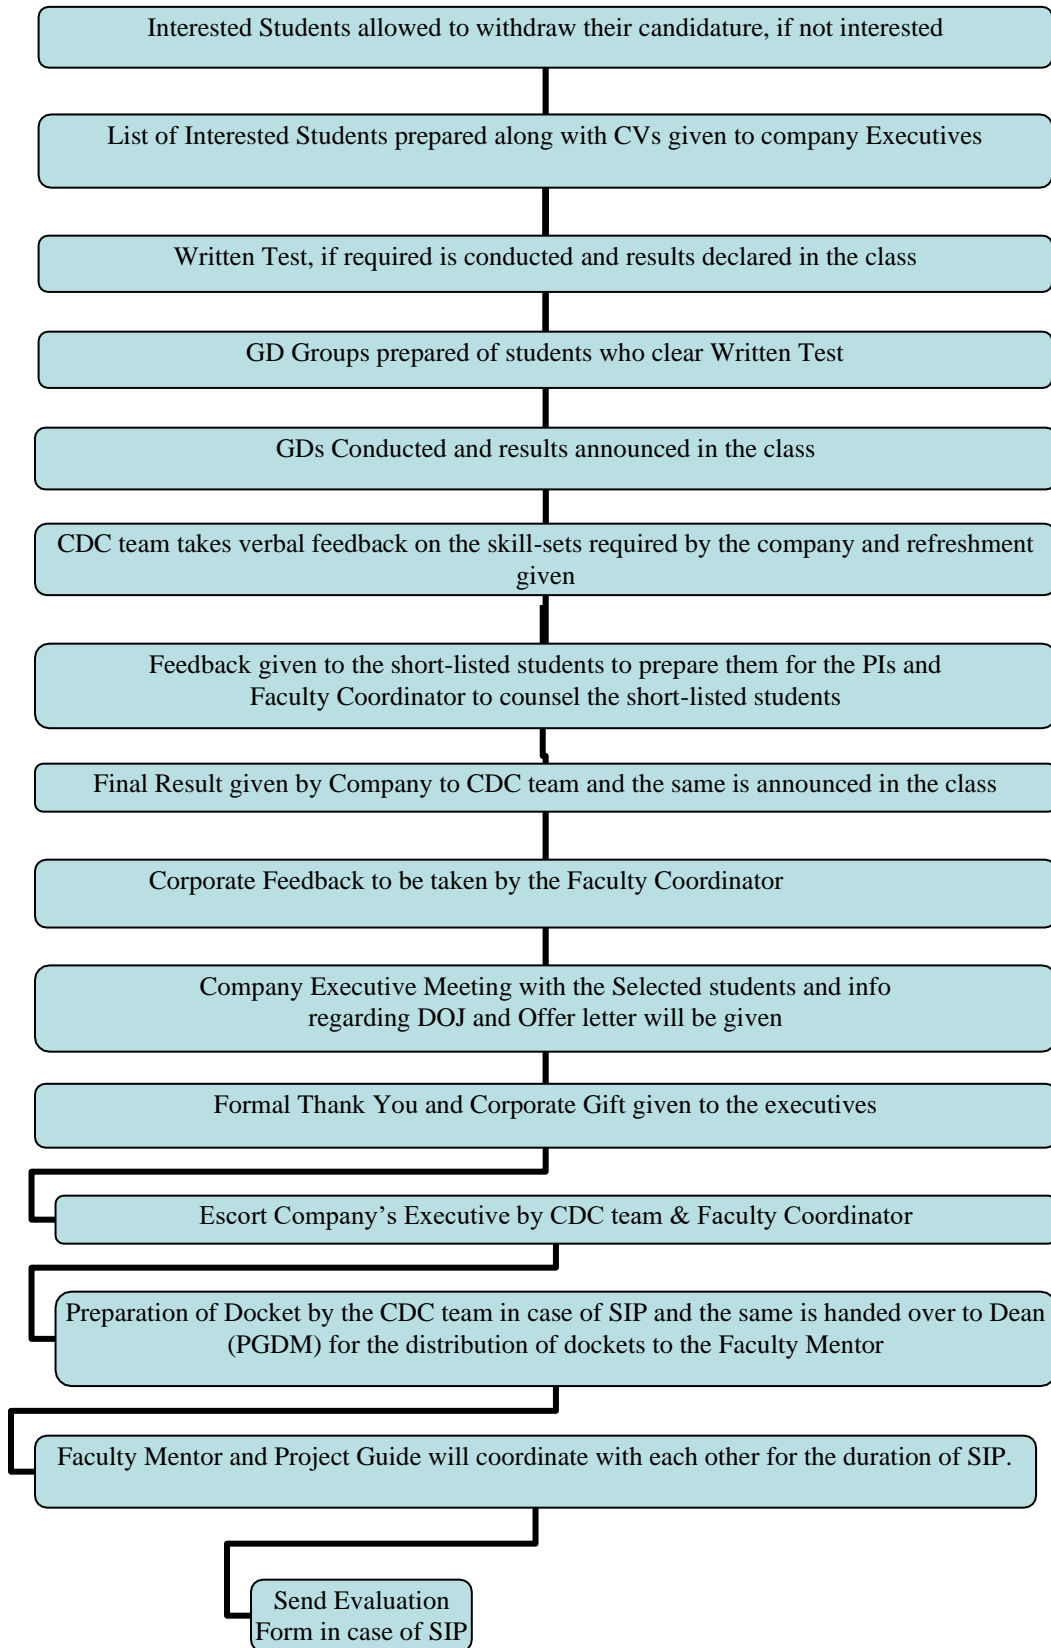 Interested Students allowed to withdraw their candidature, if not interested
List of Interested Students prepared along with CVs given to company Executives
Written Test, if required is conducted and results declared in the class
GD Groups prepared of students who clear Written Test
GDs Conducted and results announced in the class
CDC team takes verbal feedback on the skill-sets required by the company and refreshment
given
Feedback given to the short-listed students to prepare them for the PIs and
Faculty Coordinator to counsel the short-listed students
Final Result given by Company to CDC team and the same is announced in the class
Corporate Feedback to be taken by the Faculty Coordinator
Company Executive Meeting with the Selected students and info
regarding DOJ and Offer letter will be given
Formal Thank You and Corporate Gift given to the executives
Escort Company’s Executive by CDC team & Faculty Coordinator
Preparation of Docket by the CDC team in case of SIP and the same is handed over to Dean
(PGDM) for the distribution of dockets to the Faculty Mentor
Faculty Mentor and Project Guide will coordinate with each other for the duration of SIP.
Send Evaluation
Form in case of SIP